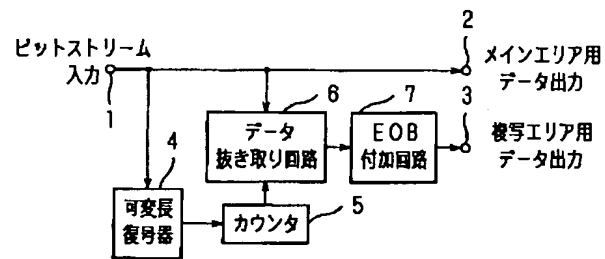 ビットストリーム
入力
1
2
メインエリア用
データ出力
6
データ
抜き取り回路
7
EOB
付加回路
3
複写エリア用
データ出力
4
可変長
復号器
カウンタ
5